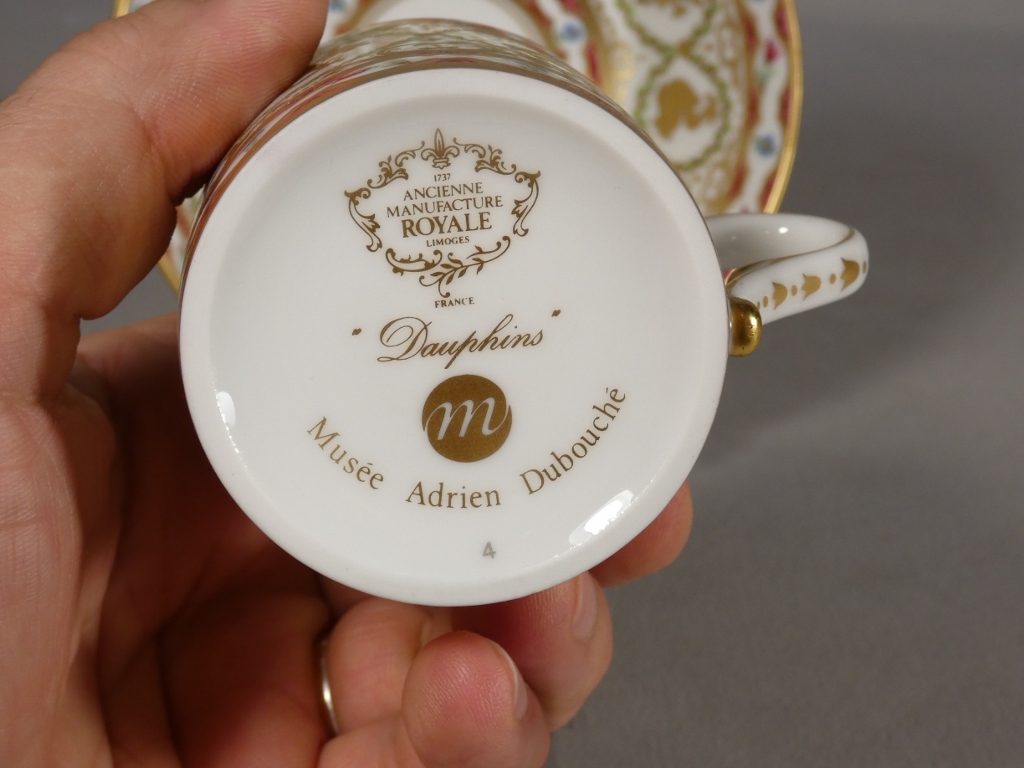 1737
ANCIENNE
MANUFACTURE
ROYALE
LIMOGES
FRANCE
"Dauphins"
m
Musée Adrien Dubouché
4